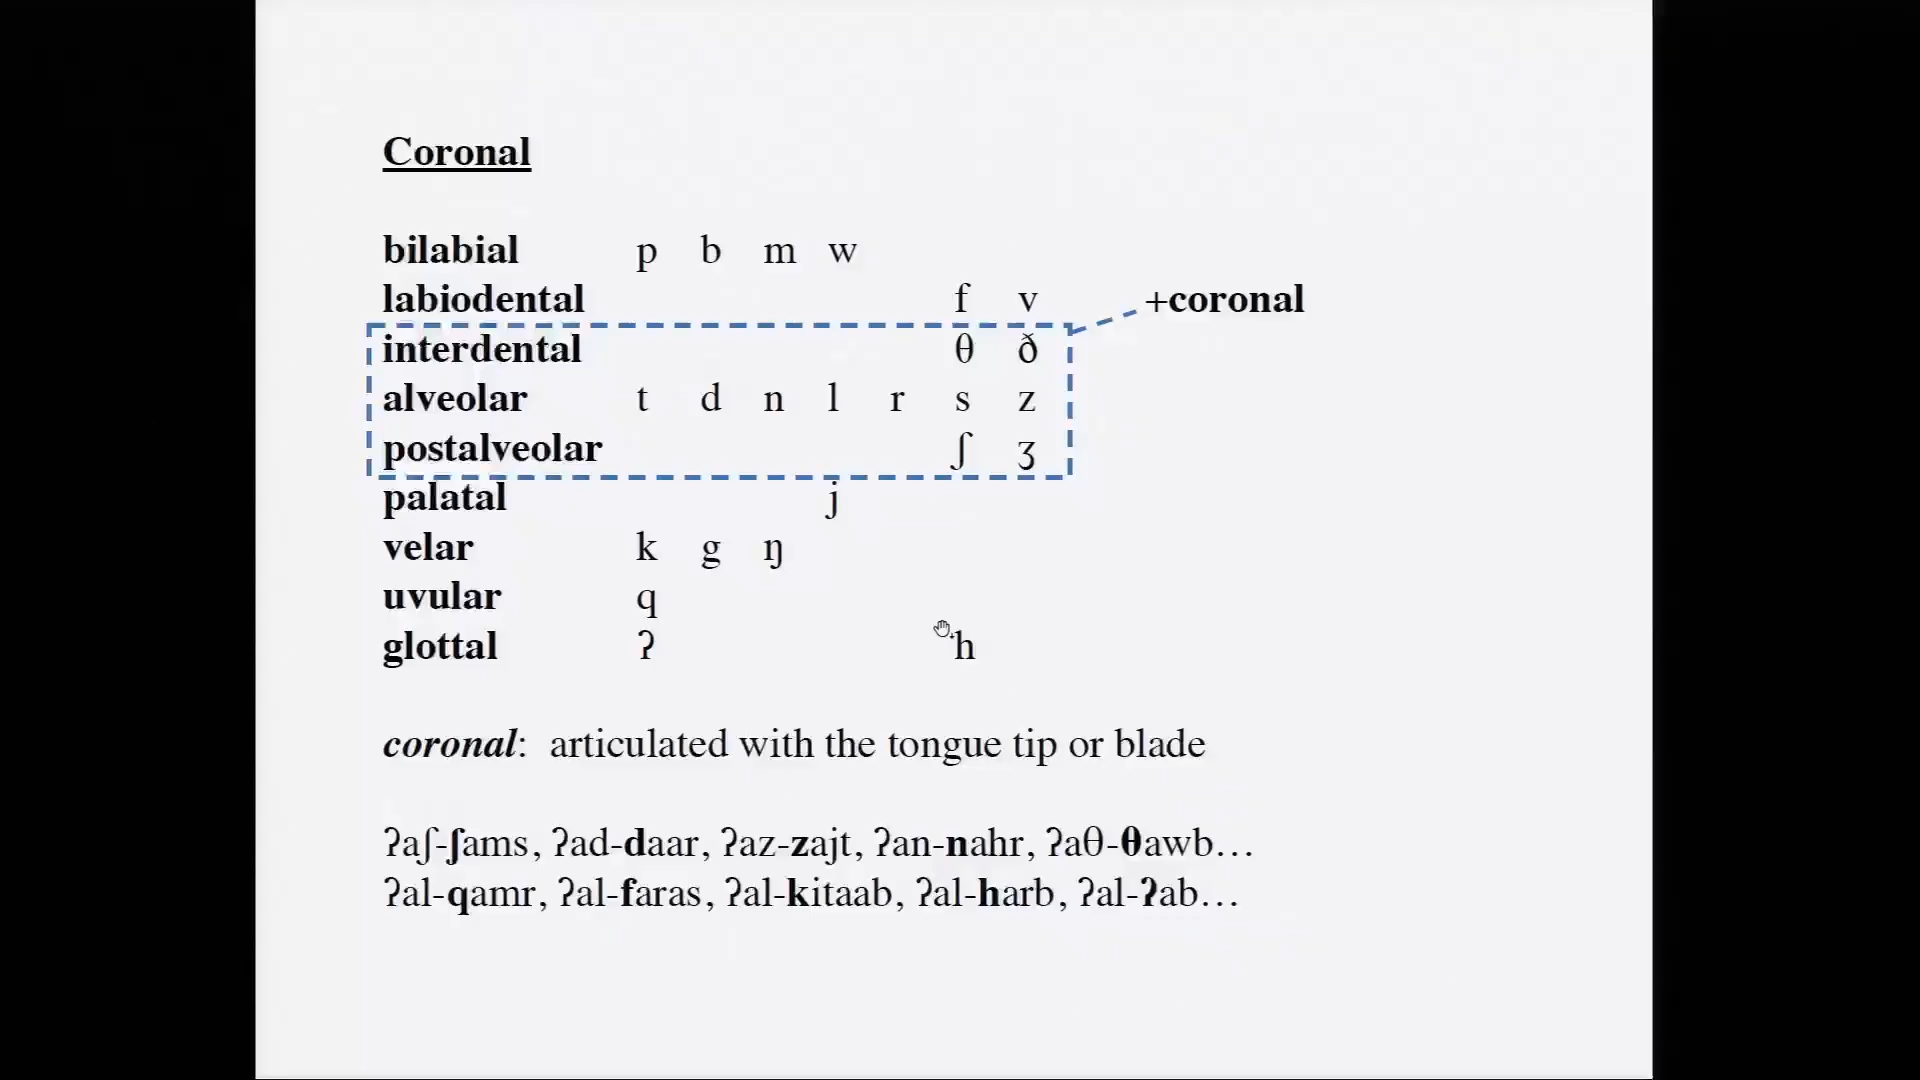 Coronal
bilabial p b m w
labiodental f v +coronal
interdental θ ð
alveolar t d n l r s z
postalveolar ʃ ʒ
palatal j
velar k g ŋ
uvular q
glottal ʔ h
coronal: articulated with the tongue tip or blade
ʔaʃ-ʃams, ʔad-daar, ʔaz-zajt, ʔan-nahr, ʔaθ-θawb…
ʔal-qamr, ʔal-faras, ʔal-kitaab, ʔal-harb, ʔal-ʔab…